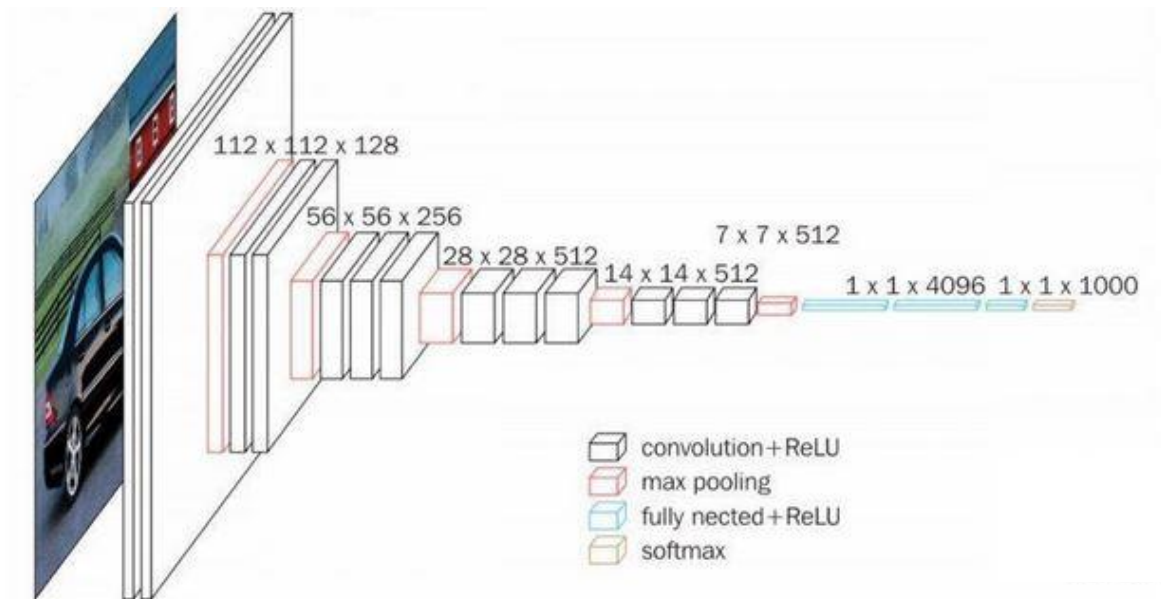 112 x 112 x 128
56 x 56 x 256
28 x 28 x 512
14 x 14 x 512
7 x 7 x 512
1 x 1 x 4096
1 x 1 x 1000
convolution+ReLU
max pooling
fully nected+ReLU
softmax